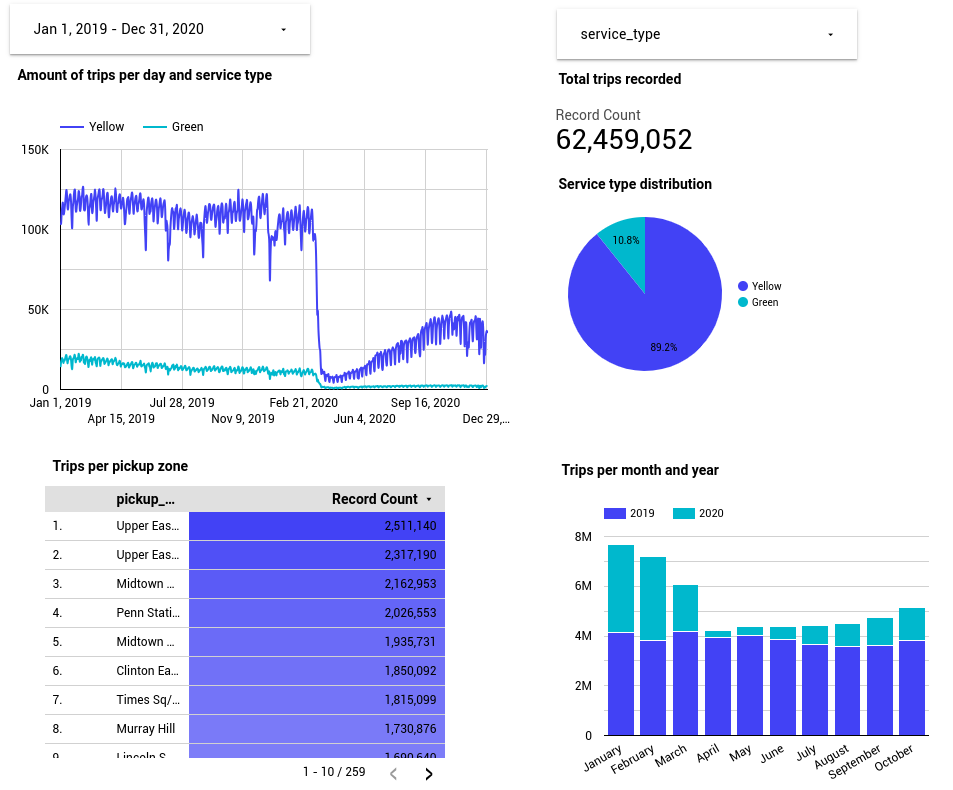 Jan 1, 2019 - Dec 31, 2020
service_type
Amount of trips per day and service type
Yellow Green
150K
100K
50K
0
Jan 1, 2019 Jul 28, 2019 Feb 21, 2020 Sep 16, 2020
Apr 15, 2019 Nov 9, 2019 Jun 4, 2020 Dec 29,...
Total trips recorded
Record Count
62,459,052
Service type distribution
10.8%
89.2%
Yellow
Green
Trips per pickup zone
pickup_... Record Count
1. Upper Eas... 2,511,140
2. Upper Eas... 2,317,190
3. Midtown ... 2,162,953
4. Penn Stati... 2,026,553
5. Midtown ... 1,935,731
6. Clinton Ea... 1,850,092
7. Times Sq/... 1,815,099
8. Murray Hill 1,730,876
9. Lincoln S... 1,690,640
1 - 10 / 259
Trips per month and year
2019 2020
8M
6M
4M
2M
0
January February March April May June July August September October